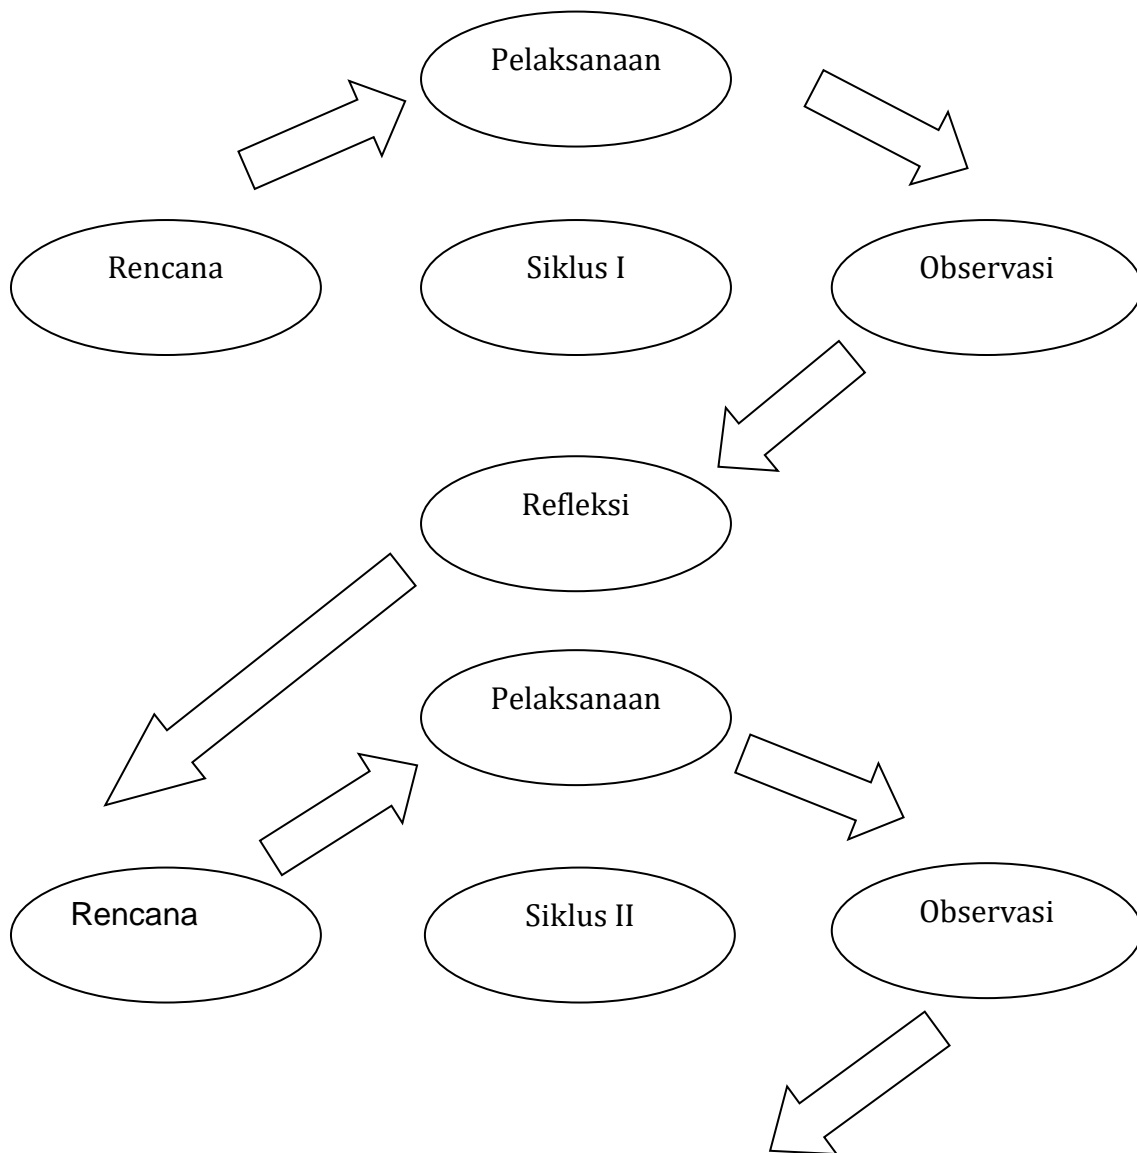 Pelaksanaan
Rencana
Siklus I
Observasi
Refleksi
Pelaksanaan
Rencana
Siklus II
Observasi